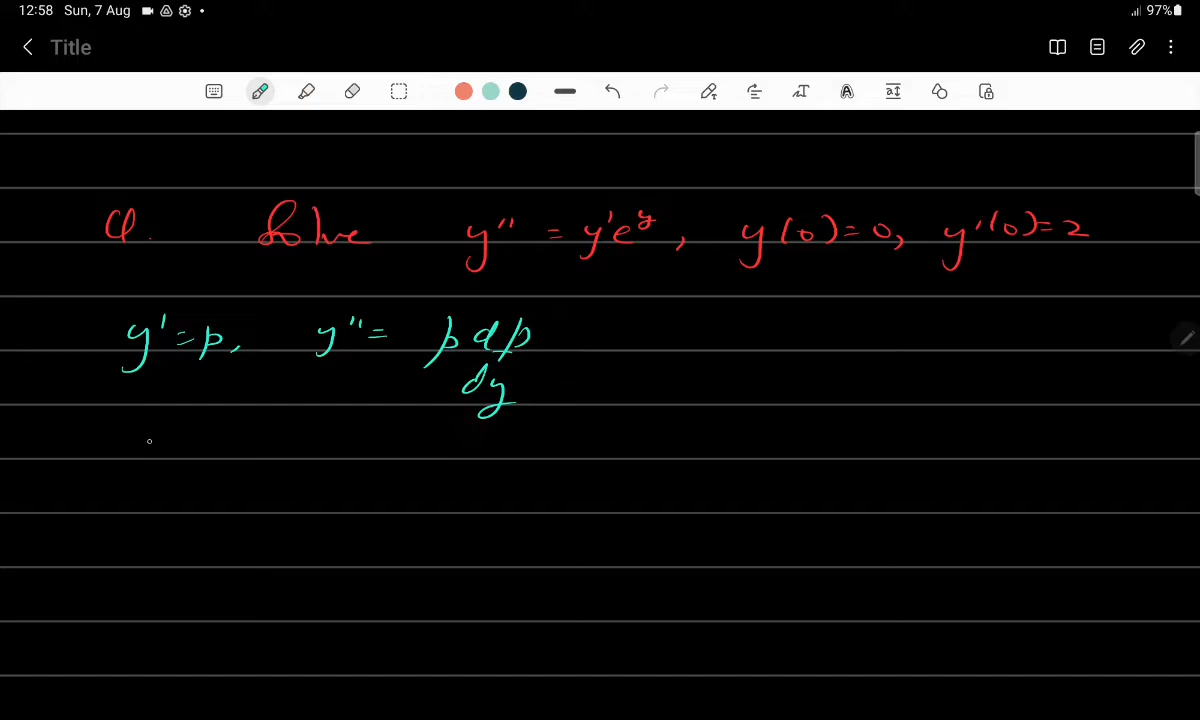 12:58 Sun, 7 Aug 97%
Title
Q. Solve y'' = y'e^y, y(0)=0, y'(0)=2
y'=p, y''= p dp
dy